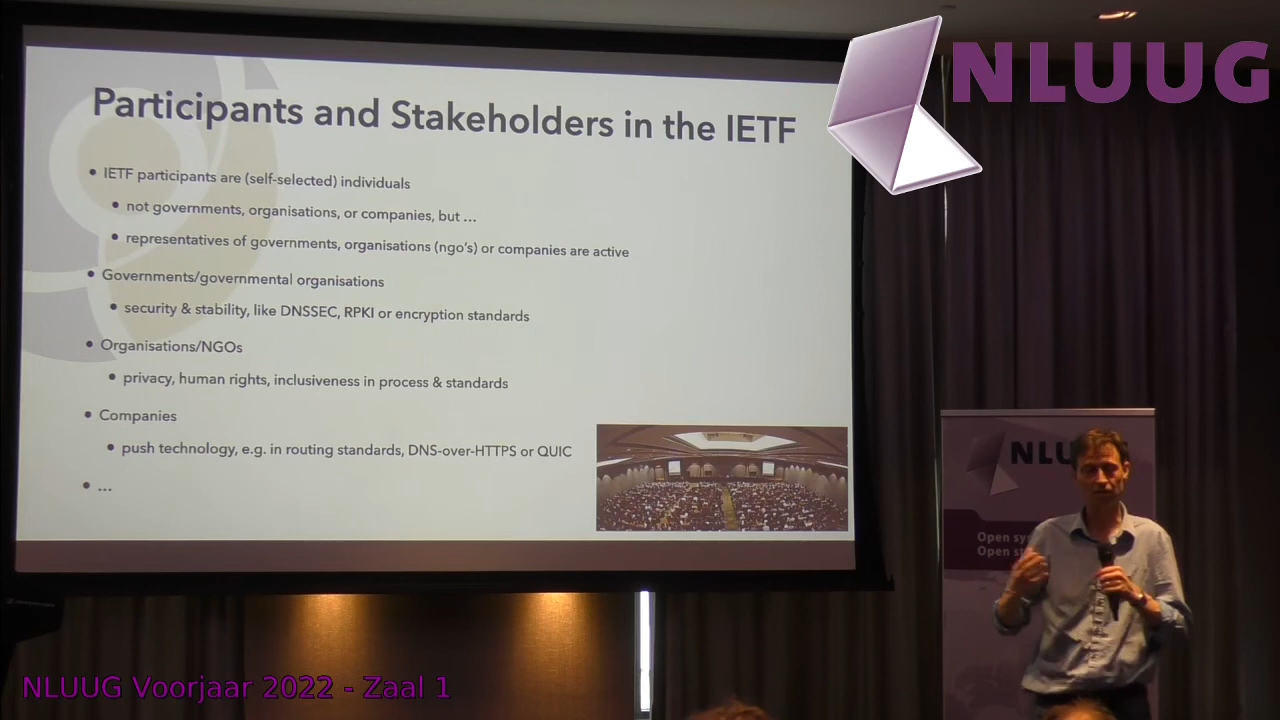 Participants and Stakeholders in the IETF
NLUUG
• IETF participants are (self-selected) individuals
• not governments, organisations, or companies, but ...
• representatives of governments, organisations (ngo's) or companies are active
• Governments/governmental organisations
• security & stability, like DNSSEC, RPKI or encryption standards
• Organisations/NGOs
• privacy, human rights, inclusiveness in process & standards
• Companies
• push technology, e.g. in routing standards, DNS-over-HTTPS or QUIC
• ...
NLU
Open
Open
NLUUG Voorjaar 2022 - Zaal 1